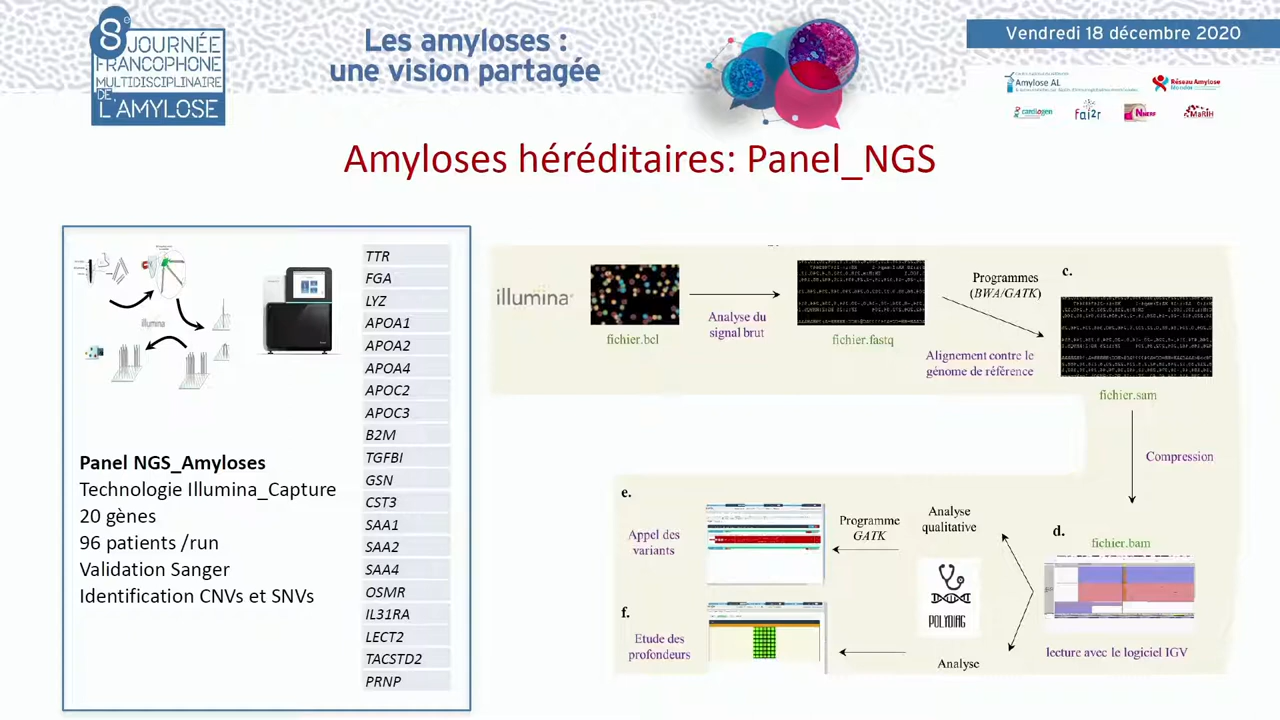 8e JOURNÉE
FRANCOPHONE
MULTIDISCIPLINAIRE
DE
L'AMYLOSE
Les amyloses :
une vision partagée
Vendredi 18 décembre 2020
Amylose AL
Réseau Amylose
Mondor
cardiogen
fai2r
NNERF
MaRIH
Amyloses héréditaires: Panel_NGS
illumina
TTR
FGA
LYZ
APOA1
APOA2
APOA4
APOC2
APOC3
B2M
TGFBI
GSN
CST3
SAA1
SAA2
SAA4
OSMR
IL31RA
LECT2
TACSTD2
PRNP
Panel NGS_Amyloses
Technologie Illumina_Capture
20 gènes
96 patients /run
Validation Sanger
Identification CNVs et SNVs
illumina
fichier.bcl
Analyse du
signal brut
fichier.fastq
Programmes
(BWA/GATK)
Alignement contre le
génome de référence
c.
fichier.sam
Compression
d.
fichier.bam
lecture avec le logiciel IGV
Analyse
qualitative
POLYDIAG
Analyse
Programme
GATK
e.
Appel des
variants
f.
Etude des
profondeurs